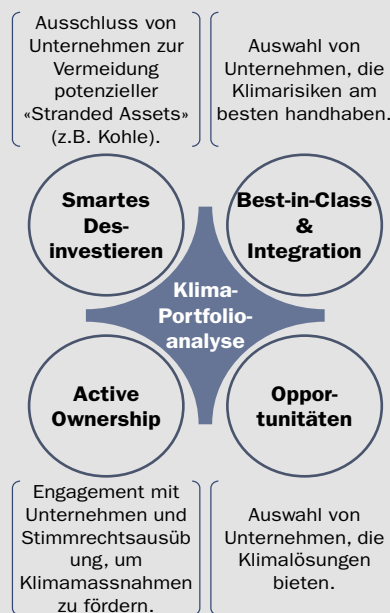 Ausschluss von
Unternehmen zur
Vermeidung
potenzieller
«Stranded Assets»
(z.B. Kohle).
Auswahl von
Unternehmen, die
Klimarisiken am
besten handhaben.
Smartes
Des-
investieren
Best-in-Class
&
Integration
Klima-
Portfolio-
analyse
Active
Ownership
Oppor-
tunitäten
Engagement mit
Unternehmen und
Stimmrechtsausüb
ung, um
Klimamassnahmen
zu fördern.
Auswahl von
Unternehmen, die
Klimalösungen
bieten.